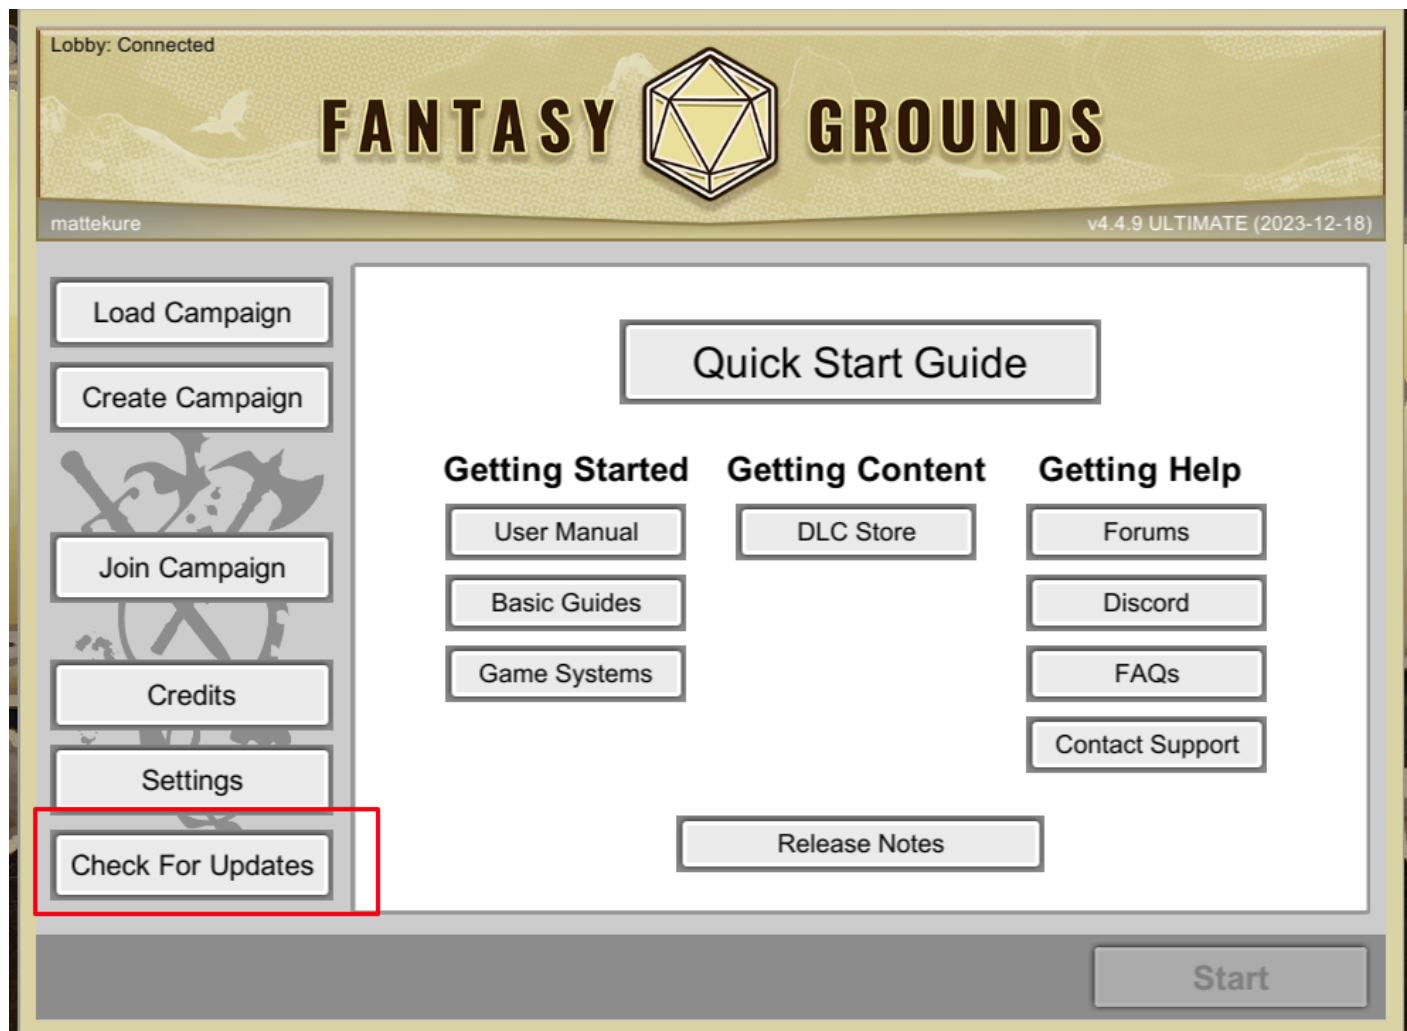 Lobby: Connected
FANTASY GROUNDS
mattekure
v4.4.9 ULTIMATE (2023-12-18)
Load Campaign
Create Campaign
Join Campaign
Credits
Settings
Check For Updates
Quick Start Guide
Getting Started
User Manual
Basic Guides
Game Systems
Getting Content
DLC Store
Getting Help
Forums
Discord
FAQs
Contact Support
Release Notes
Start